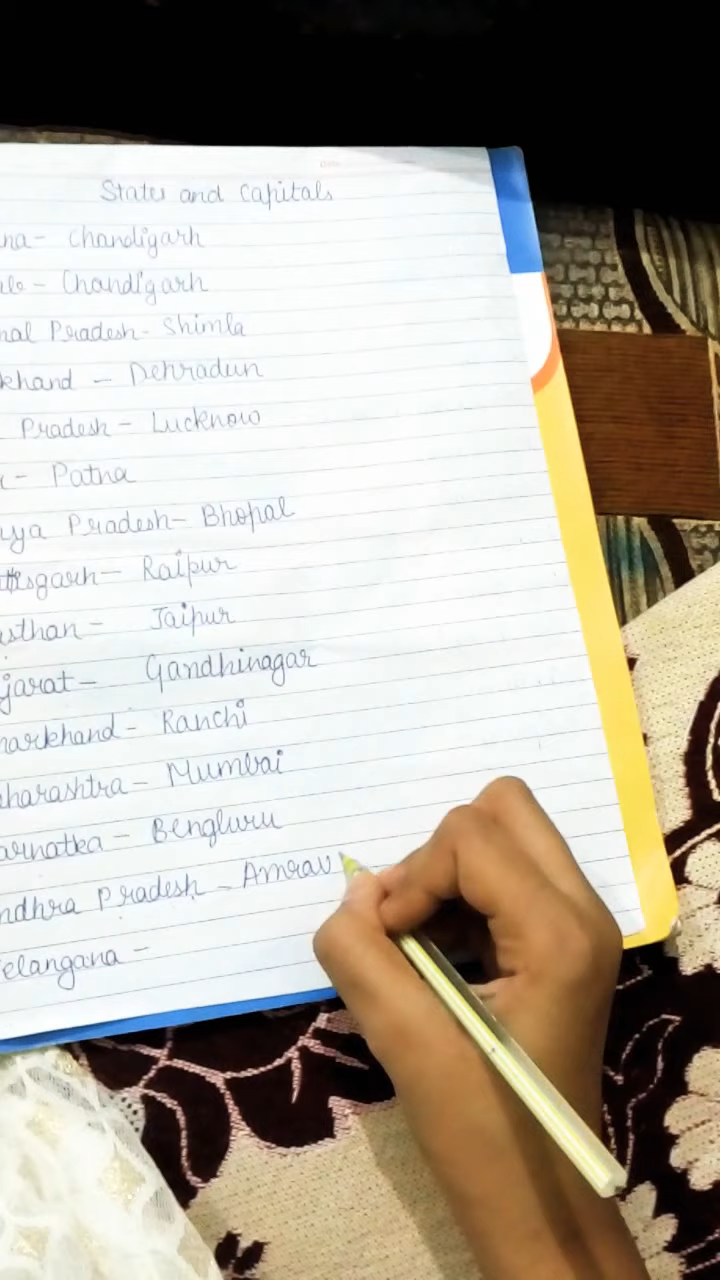 States and Capitals
na- Chandigarh
ab- Chandigarh
hal Pradesh- Shimla
khand - Dehradun
Pradesh - Lucknow
r- Patna
ya Pradesh- Bhopal
ttisgarh- Raipur
sthan- Jaipur
jarat- Gandhinagar
harkhand- Ranchi
harashtra- Mumbai
arnatka- Bengluru
ndhra Pradesh - Amrav
elangana -